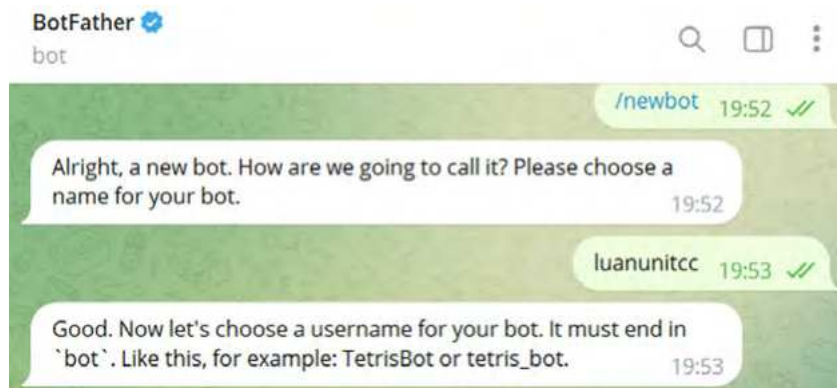 BotFather
bot
/newbot 19:52
Alright, a new bot. How are we going to call it? Please choose a
name for your bot.
19:52
luanunitcc 19:53
Good. Now let's choose a username for your bot. It must end in
`bot`. Like this, for example: TetrisBot or tetris_bot.
19:53